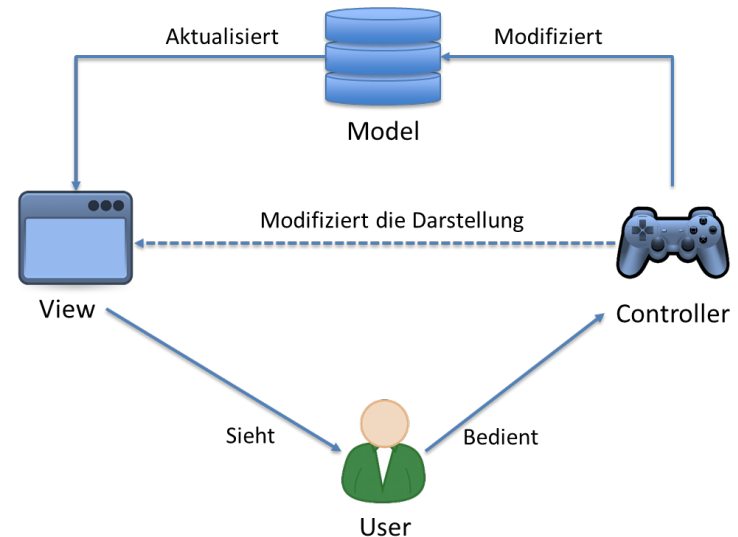 Aktualisiert
Modifiziert
Model
Modifiziert die Darstellung
View
Controller
Sieht
Bedient
User